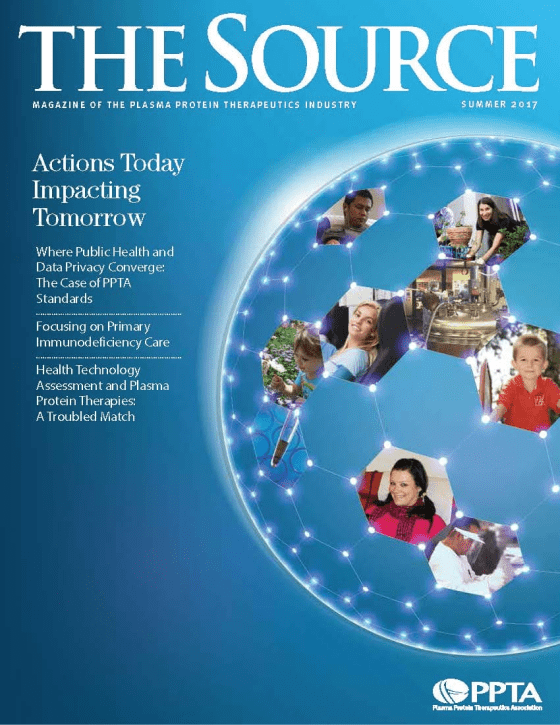 THE SOURCE
MAGAZINE OF THE PLASMA PROTEIN THERAPEUTICS INDUSTRY
SUMMER 2017
Actions Today
Impacting
Tomorrow
Where Public Health and
Data Privacy Converge:
The Case of PPTA
Standards
Focusing on Primary
Immunodeficiency Care
Health Technology
Assessment and Plasma
Protein Therapies:
A Troubled Match
PPTA
Plasma Protein Therapeutics Association